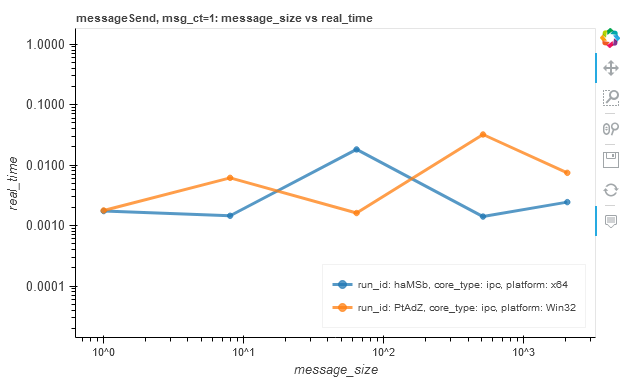 messageSend, msg_ct=1: message_size vs real_time
1.0000
0.1000
0.0100
0.0010
0.0001
real_time
10^0
10^1
10^2
10^3
message_size
run_id: haMSb, core_type: ipc, platform: x64
run_id: PtAdZ, core_type: ipc, platform: Win32